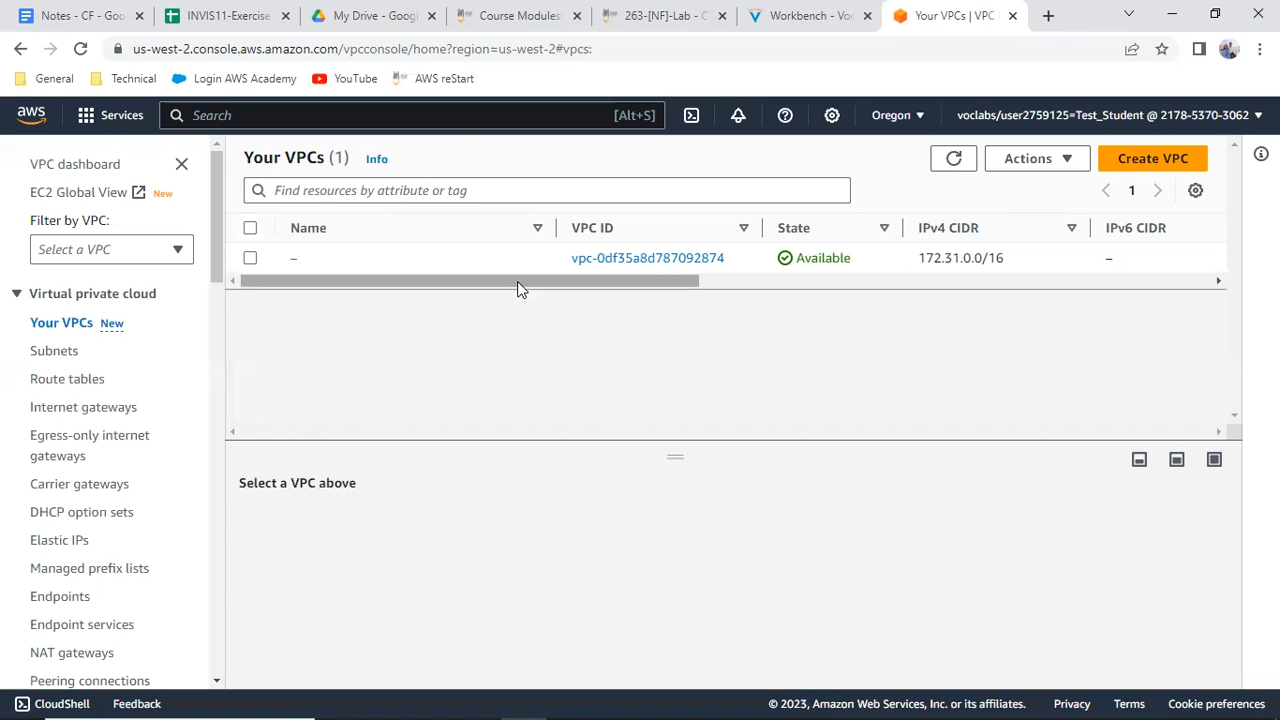 Notes - CF - Goo
INVIS11-Exercise
My Drive - Googl
Course Modules:
263-[NF]-Lab - C
Workbench - Voc
Your VPCs | VPC
us-west-2.console.aws.amazon.com/vpcconsole/home?region=us-west-2#vpcs:
General
Technical
Login AWS Academy
YouTube
AWS reStart
aws
Services
Search
[Alt+S]
Oregon
voclabs/user2759125=Test_Student @ 2178-5370-3062
VPC dashboard
EC2 Global View New
Filter by VPC:
Select a VPC
Virtual private cloud
Your VPCs New
Subnets
Route tables
Internet gateways
Egress-only internet
gateways
Carrier gateways
DHCP option sets
Elastic IPs
Managed prefix lists
Endpoints
Endpoint services
NAT gateways
Peering connections
Your VPCs (1) Info
Actions
Create VPC
Find resources by attribute or tag
1
Name VPC ID State IPv4 CIDR IPv6 CIDR
– vpc-0df35a8d787092874 Available 172.31.0.0/16 –
Select a VPC above
CloudShell
Feedback
© 2023, Amazon Web Services, Inc. or its affiliates.
Privacy
Terms
Cookie preferences